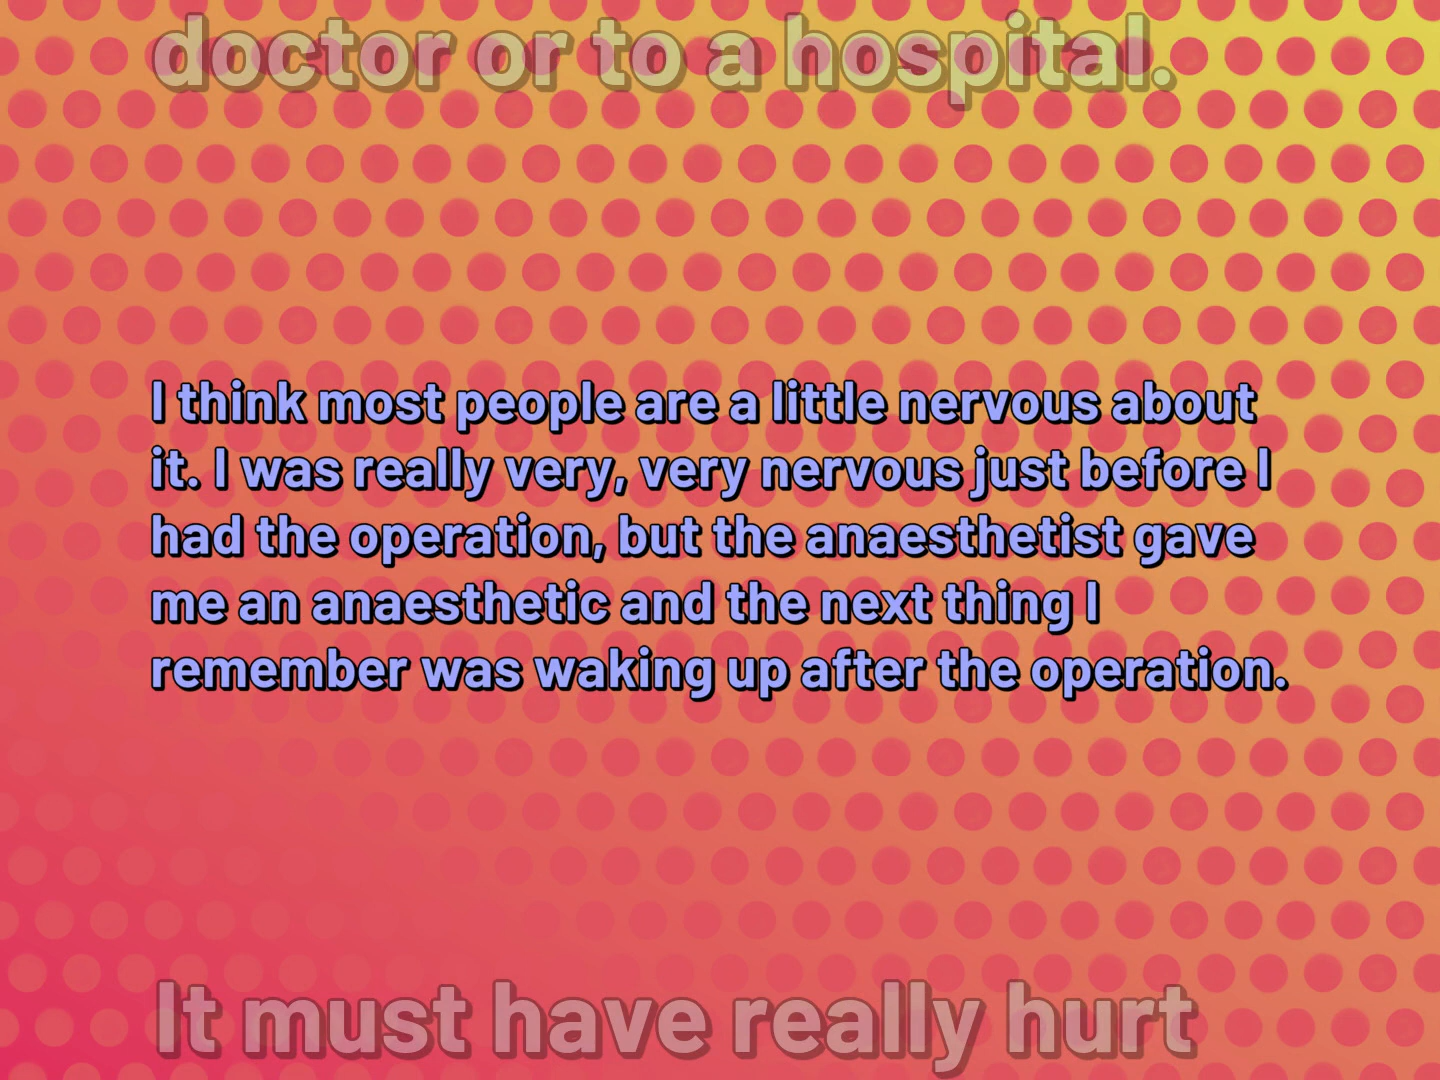 doctor or to a hospital.
I think most people are a little nervous about
it. I was really very, very nervous just before I
had the operation, but the anaesthetist gave
me an anaesthetic and the next thing I
remember was waking up after the operation.
It must have really hurt